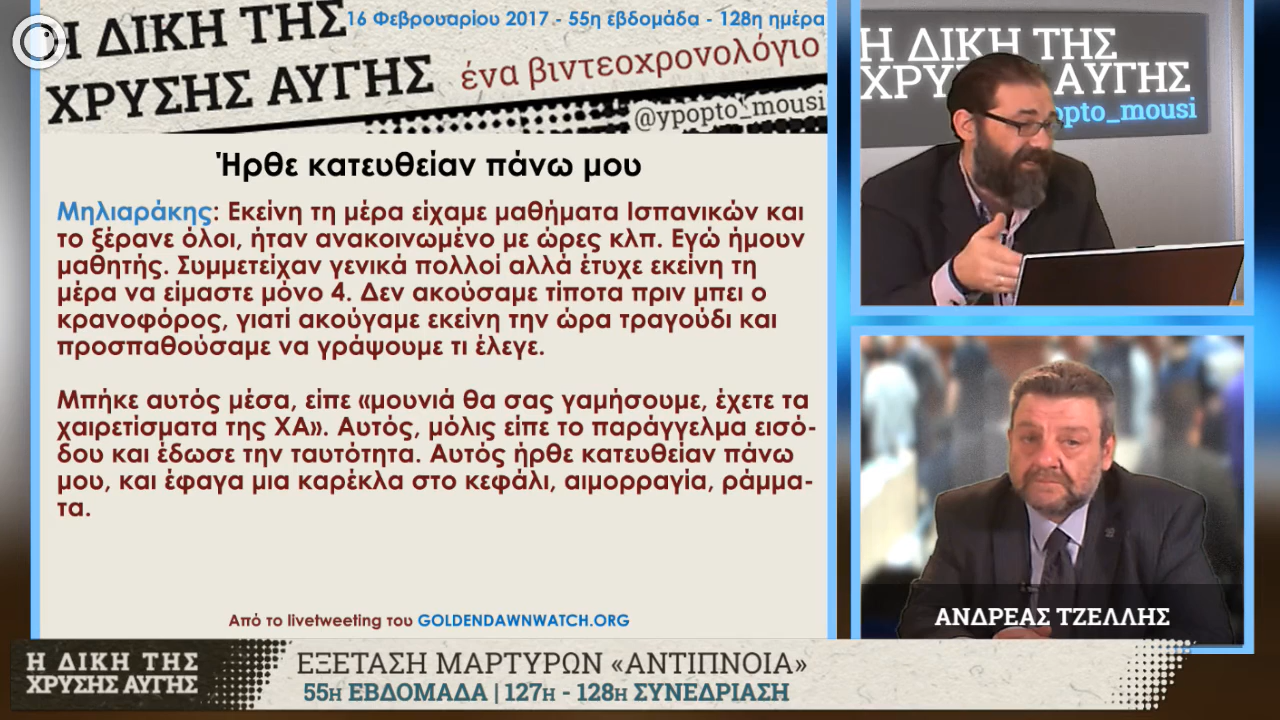 16 Φεβρουαρίου 2017 - 55η εβδομάδα - 128η ημέρα
Η ΔΙΚΗ ΤΗΣ
ΧΡΥΣΗΣ ΑΥΓΗΣ
ένα βιντεοχρονολόγιο
@ypopto_mousi
Ήρθε κατευθείαν πάνω μου
Μηλιαράκης: Εκείνη τη μέρα είχαμε μαθήματα Ισπανικών και
το ξέρανε όλοι, ήταν ανακοινωμένο με ώρες κλπ. Εγώ ήμουν
μαθητής. Συμμετείχαν γενικά πολλοί αλλά έτυχε εκείνη τη
μέρα να είμαστε μόνο 4. Δεν ακούσαμε τίποτα πριν μπει ο
κρανοφόρος, γιατί ακούγαμε εκείνη την ώρα τραγούδι και
προσπαθούσαμε να γράψουμε τι έλεγε.
Μπήκε αυτός μέσα, είπε «μουνιά θα σας γαμήσουμε, έχετε τα
χαιρετίσματα της ΧΑ». Αυτός, μόλις είπε το παράγγελμα εισό-
δου και έδωσε την ταυτότητα. Αυτός ήρθε κατευθείαν πάνω
μου, και έφαγα μια καρέκλα στο κεφάλι, αιμορραγία, ράμμα-
τα.
Από το livetweeting του GOLDENDAWNWATCH.ORG
Η ΔΙΚΗ ΤΗΣ
ΑΥΓΗΣ
ΑΝΔΡΕΑΣ ΤΖΕΛΛΗΣ
Η ΔΙΚΗ ΤΗΣ
ΧΡΥΣΗΣ ΑΥΓΗΣ
ΕΞΕΤΑΣΗ ΜΑΡΤΥΡΩΝ «ΑΝΤΙΠΝΟΙΑ»
55η ΕΒΔΟΜΑΔΑ | 127η - 128η ΣΥΝΕΔΡΙΑΣΗ